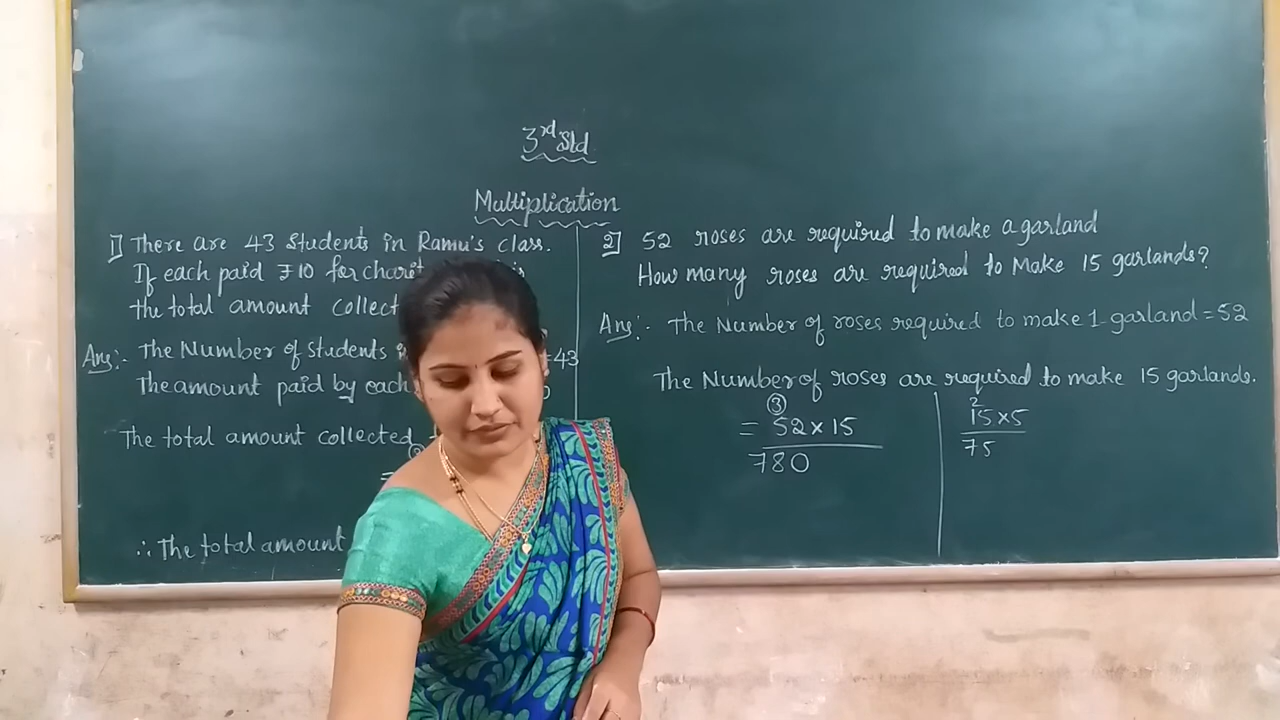 3rd Std
Multiplication
1] There are 43 Students in Ramu's class.
If each paid ₹10 for
the total amount
Ans:- The Number of Students =43
The amount paid by each
The total amount collected
=
∴ The total amount
2] 52 roses are required to make a garland
How many roses are required to Make 15 garlands?
Ans:- The Number of roses required to make 1 garland = 52
The Number of roses are required to make 15 garlands.
3
= 52 x 15
780
2
15 x 5
75